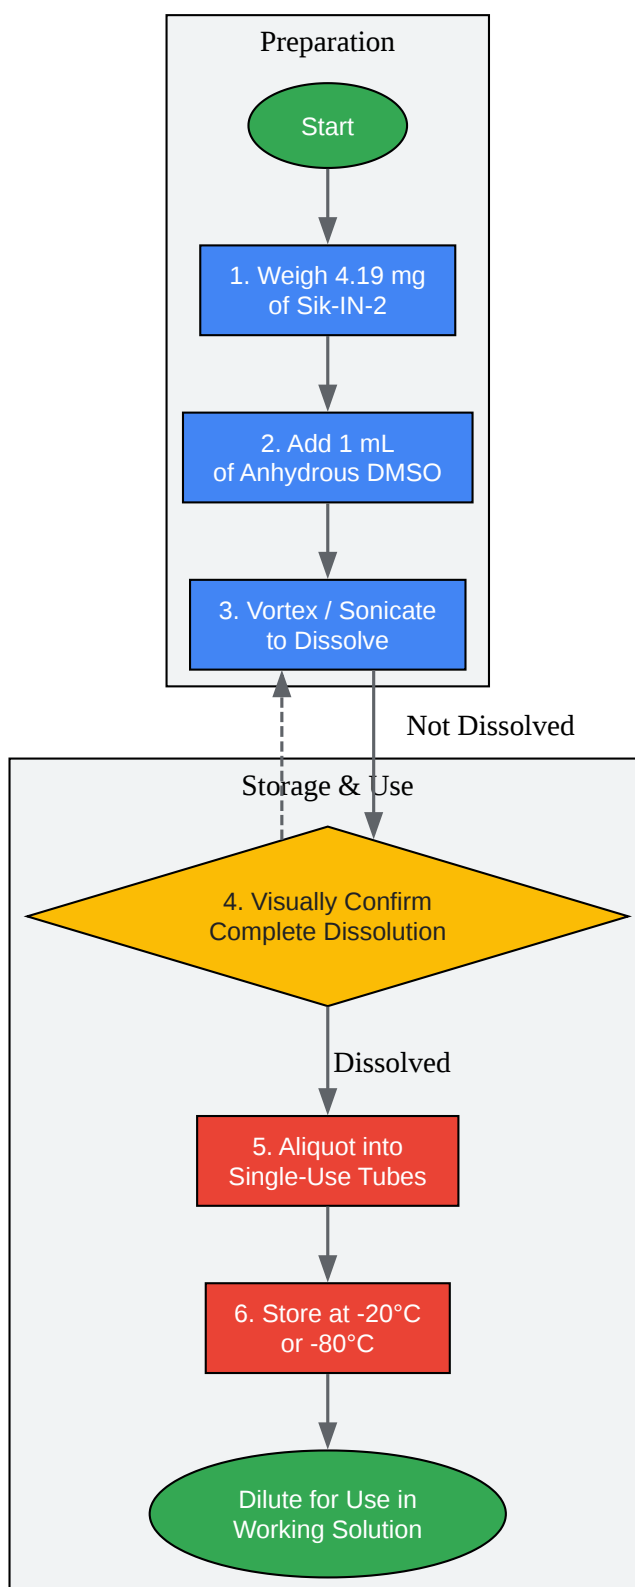 Preparation
Start
1. Weigh 4.19 mg
of Sik-IN-2
2. Add 1 mL
of Anhydrous DMSO
3. Vortex / Sonicate
to Dissolve
Not Dissolved
Storage & Use
4. Visually Confirm
Complete Dissolution
Dissolved
5. Aliquot into
Single-Use Tubes
6. Store at -20°C
or -80°C
Dilute for Use in
Working Solution